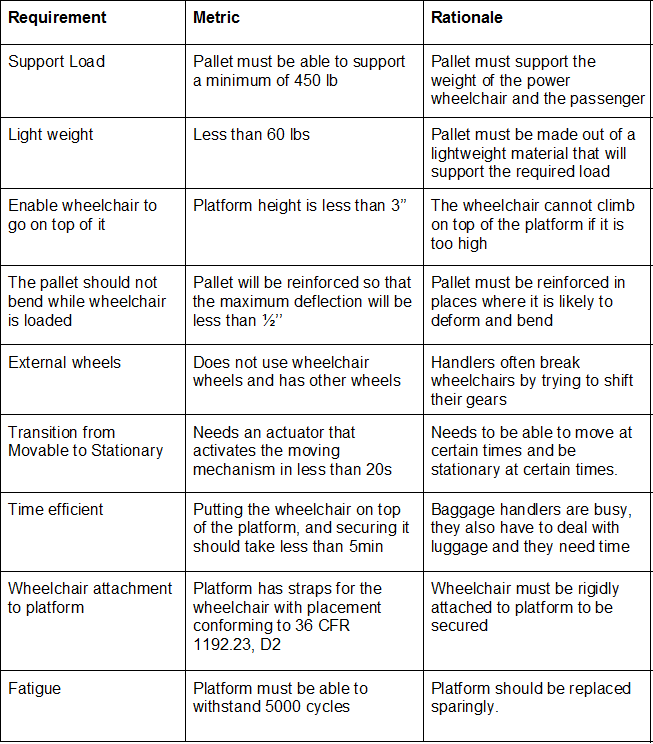 Requirement
Metric
Rationale
Support Load
Pallet must be able to support
a minimum of 450 lb
Pallet must support the
weight of the power
wheelchair and the passenger
Light weight
Less than 60 lbs
Pallet must be made out of a
lightweight material that will
support the required load
Enable wheelchair to
go on top of it
Platform height is less than 3”
The wheelchair cannot climb
on top of the platform if it is
too high
The pallet should not
bend while wheelchair
is loaded
Pallet will be reinforced so that
the maximum deflection will be
less than ½’’
Pallet must be reinforced in
places where it is likely to
deform and bend
External wheels
Does not use wheelchair
wheels and has other wheels
Handlers often break
wheelchairs by trying to shift
their gears
Transition from
Movable to Stationary
Needs an actuator that
activates the moving
mechanism in less than 20s
Needs to be able to move at
certain times and be
stationary at certain times.
Time efficient
Putting the wheelchair on top
of the platform, and securing it
should take less than 5min
Baggage handlers are busy,
they also have to deal with
luggage and they need time
Wheelchair attachment
to platform
Platform has straps for the
wheelchair with placement
conforming to 36 CFR
1192.23, D2
Wheelchair must be rigidly
attached to platform to be
secured
Fatigue
Platform must be able to
withstand 5000 cycles
Platform should be replaced
sparingly.